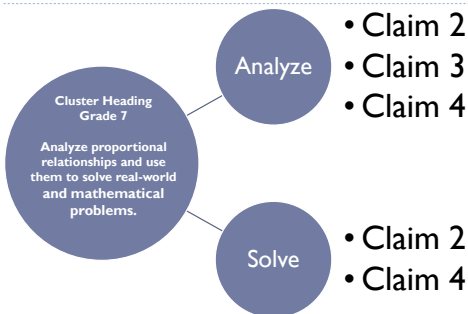 Cluster Heading
Grade 7
Analyze proportional
relationships and use
them to solve real-world
and mathematical
problems.
Analyze
• Claim 2
• Claim 3
• Claim 4
Solve
• Claim 2
• Claim 4